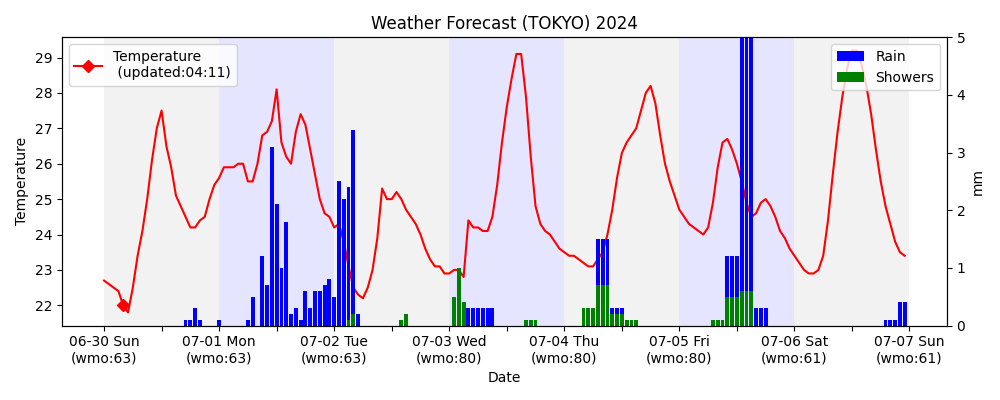 Weather Forecast (TOKYO) 2024
Temperature
(updated:04:11)
Rain
Showers
29
28
27
26
25
24
23
22
Temperature
5
4
3
2
1
0
mm
06-30 Sun
(wmo:63)
07-01 Mon
(wmo:63)
07-02 Tue
(wmo:63)
07-03 Wed
(wmo:80)
07-04 Thu
(wmo:80)
07-05 Fri
(wmo:80)
07-06 Sat
(wmo:61)
07-07 Sun
(wmo:61)
Date